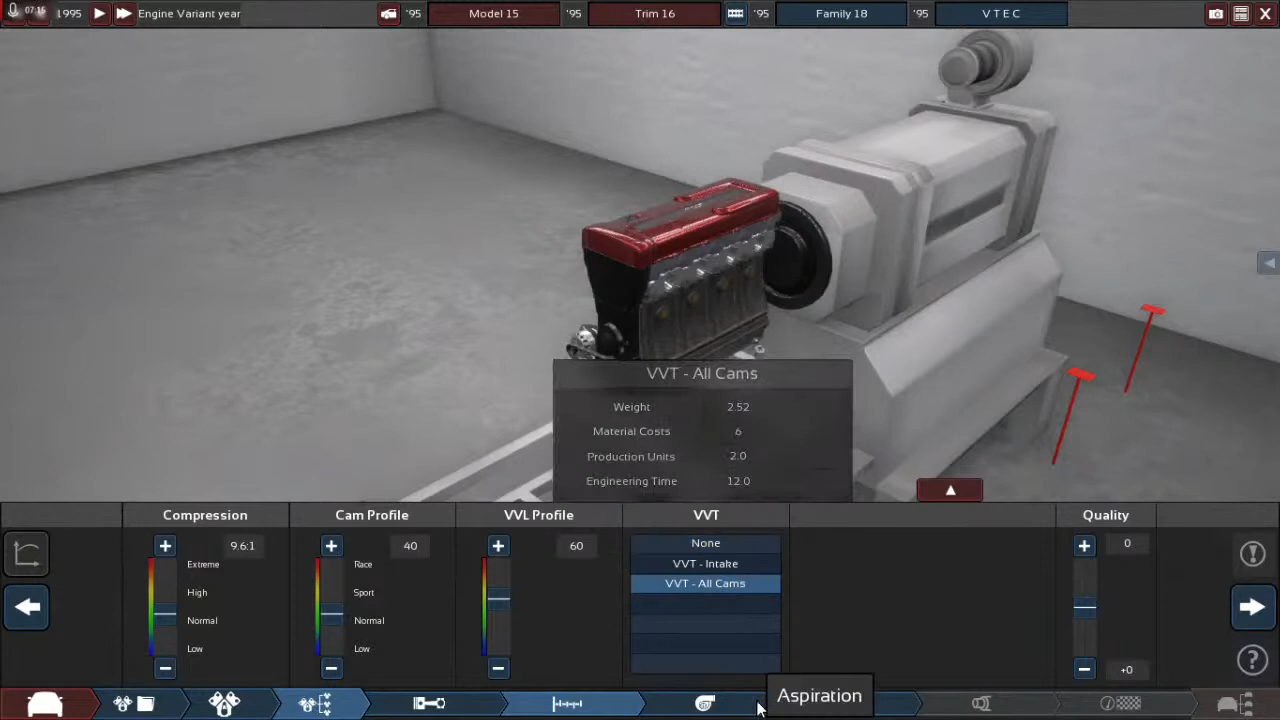 07:16 1995 Engine Variant year '95 Model 15 '95 Trim 16 '95 Family 18 '95 V T E C
VVT - All Cams
Weight 2.52
Material Costs 6
Production Units 2.0
Engineering Time 12.0
Compression Cam Profile VVL Profile VVT Quality
9.6:1 40 60 None 0
Extreme Race VVT - Intake
VVT - All Cams
High Sport
Normal Normal
Low Low
+0
Aspiration